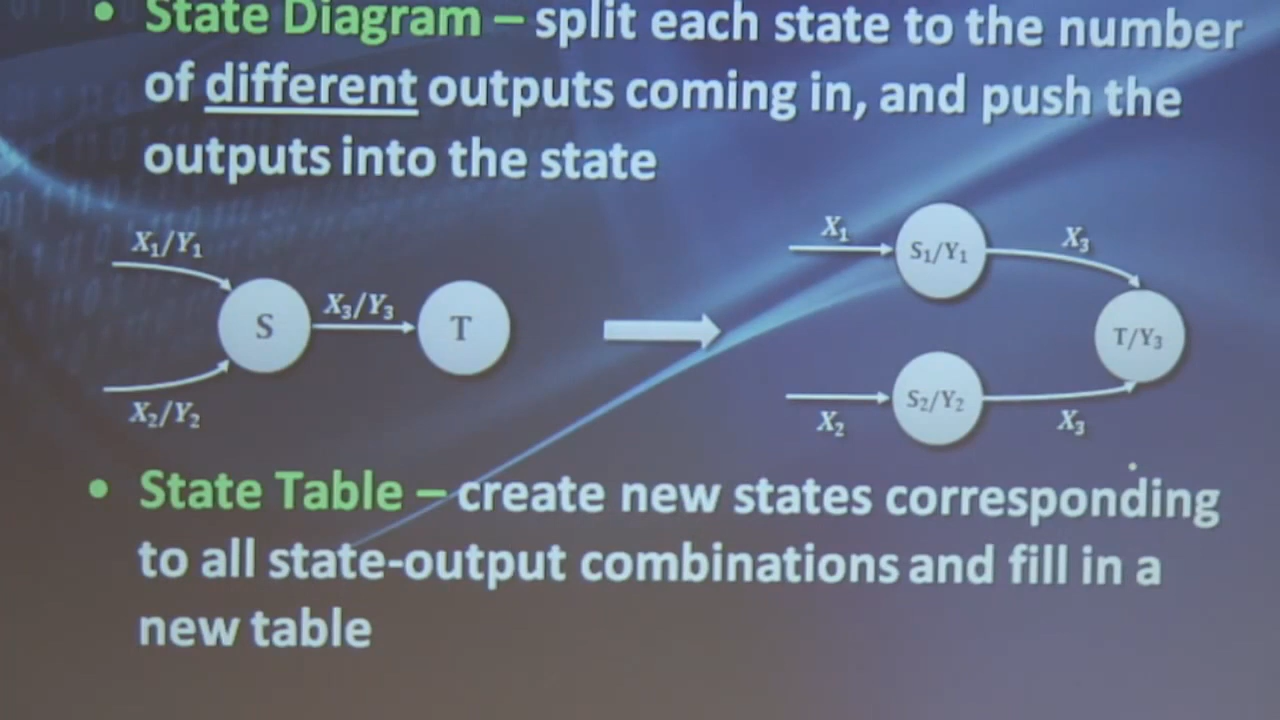 • State Diagram – split each state to the number
of different outputs coming in, and push the
outputs into the state
X₁/Y₁
S
X₃/Y₃
T
X₂/Y₂
X₁
S₁/Y₁
X₃
T/Y₃
S₂/Y₂
X₂
X₃
• State Table – create new states corresponding
to all state-output combinations and fill in a
new table